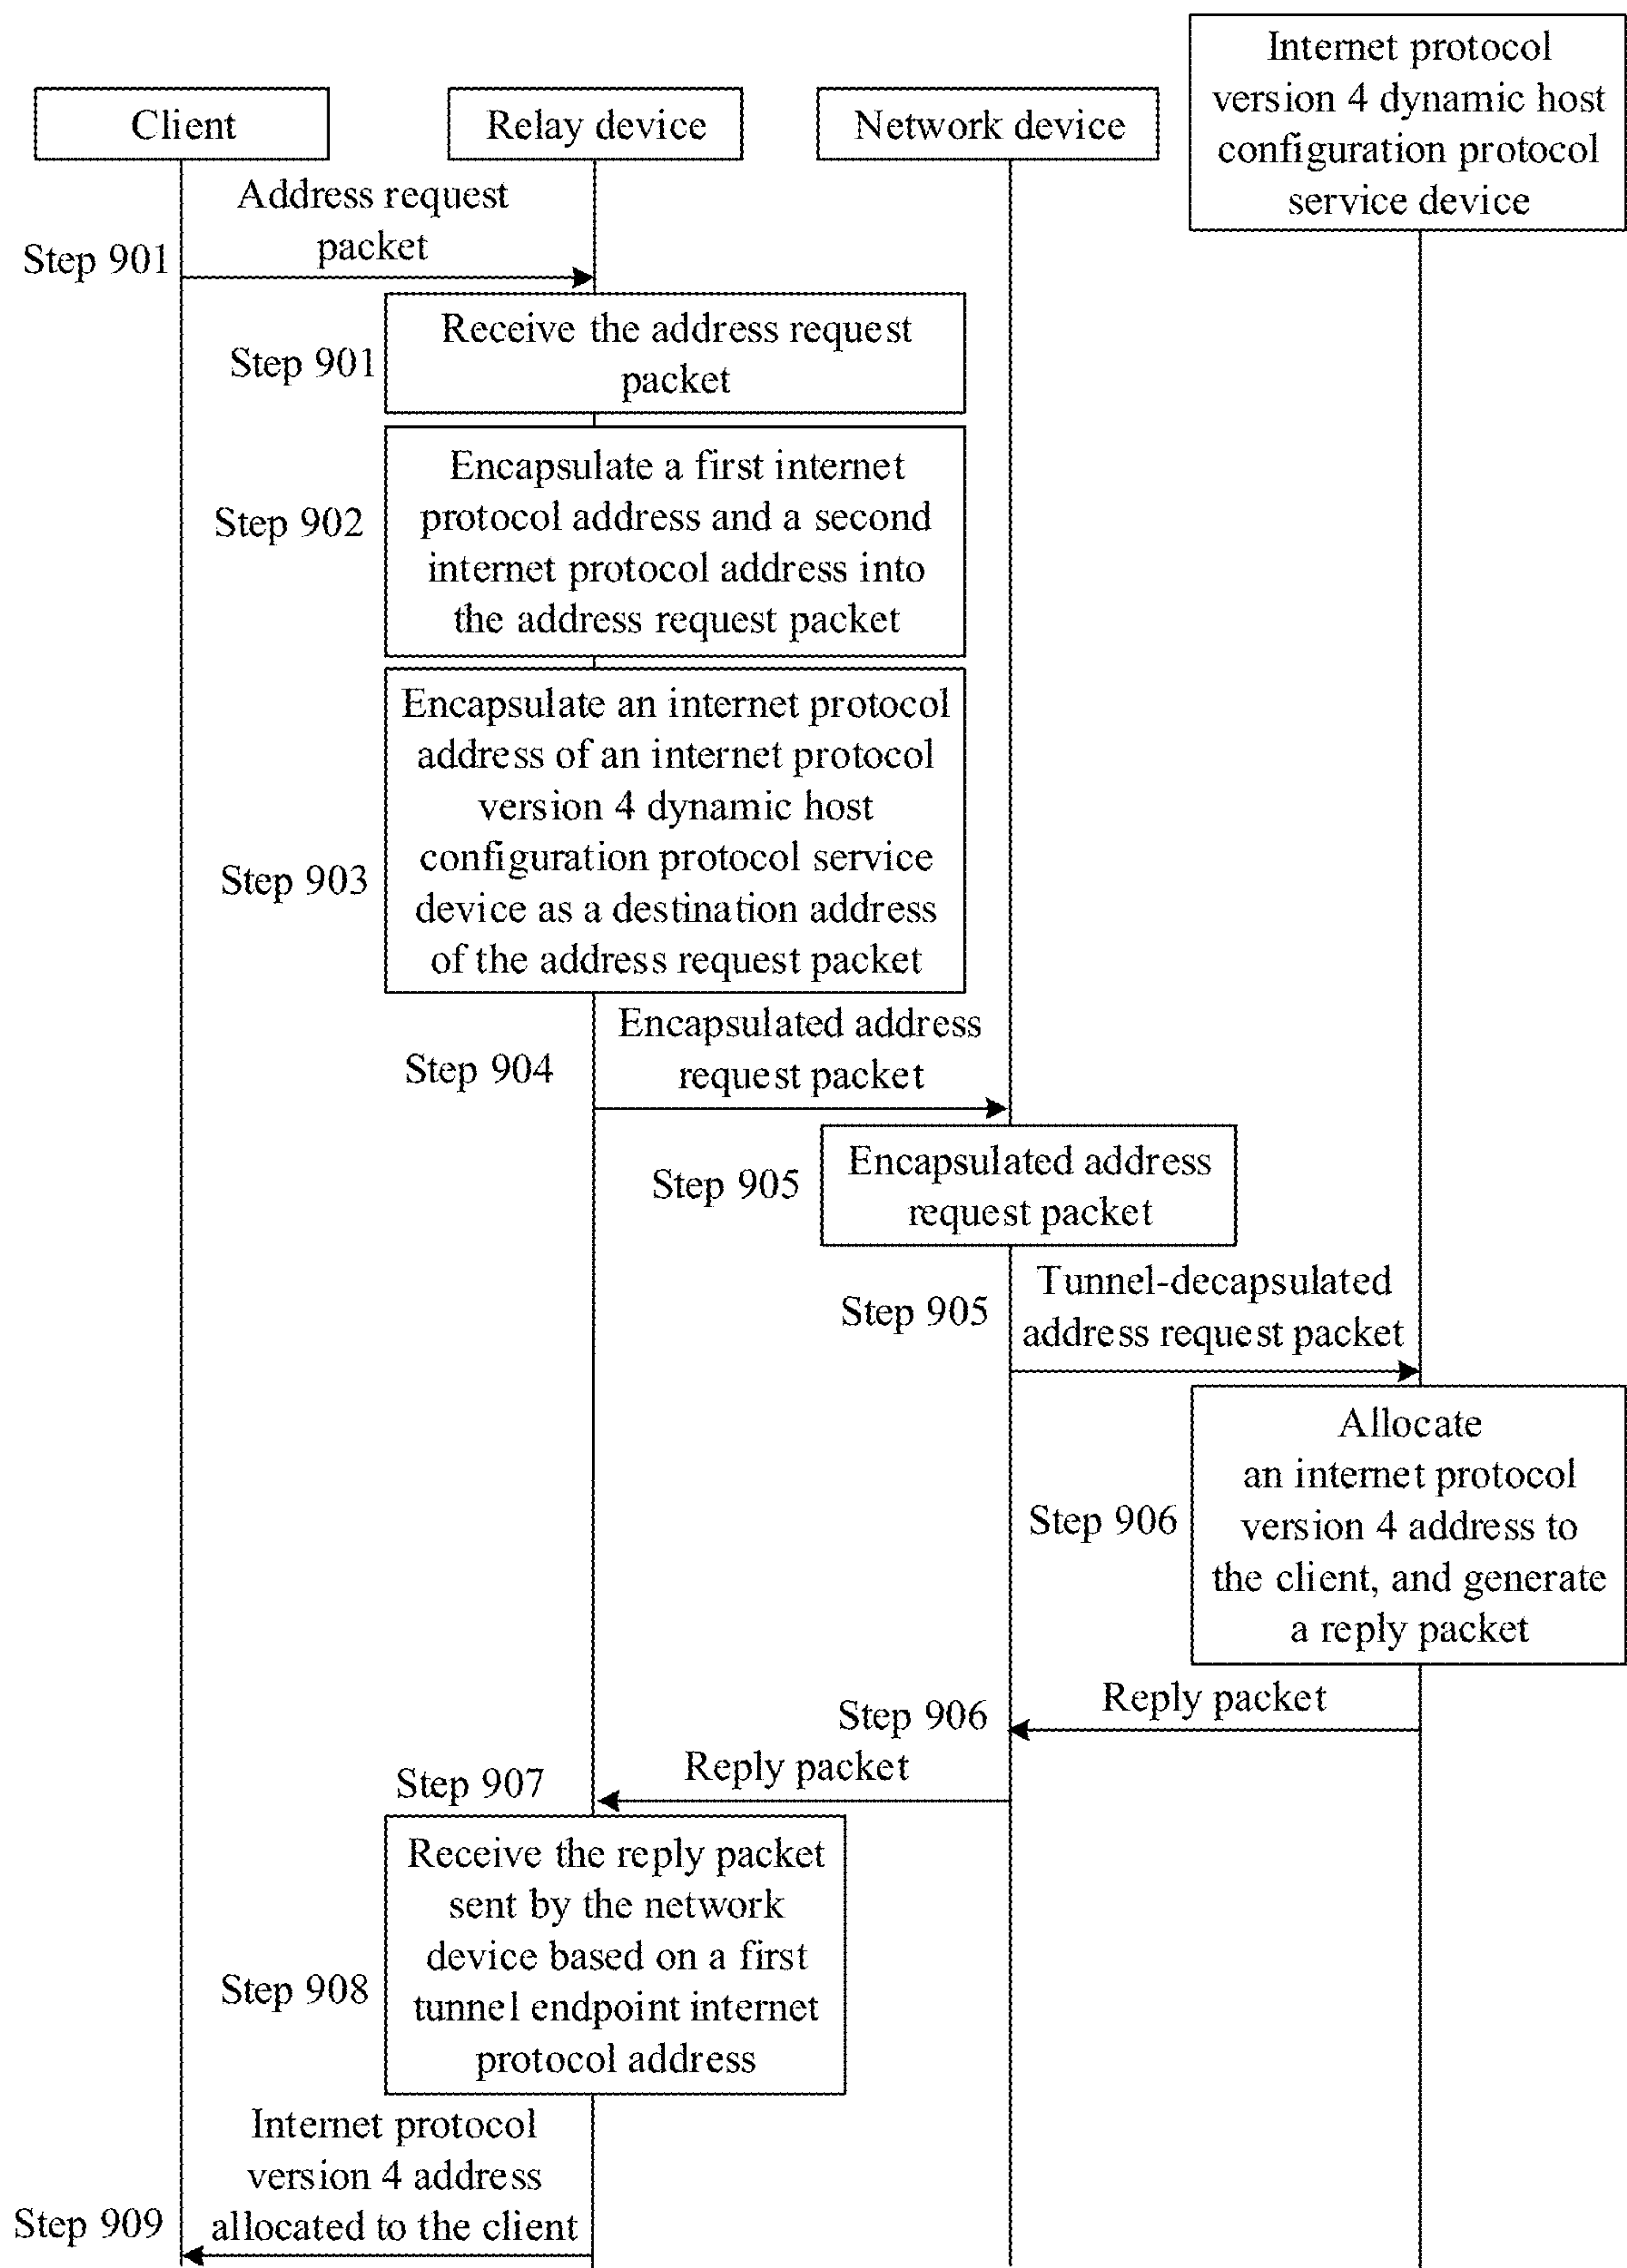 Internet protocol
version 4 dynamic host
configuration protocol
service device
Client
Relay device
Network device
Address request
packet
Step 901
Receive the address request
packet
Step 901
Encapsulate a first internet
protocol address and a second
internet protocol address into
the address request packet
Step 902
Encapsulate an internet protocol
address of an internet protocol
version 4 dynamic host
configuration protocol service
device as a destination address
of the address request packet
Step 903
Encapsulated address
request packet
Step 904
Encapsulated address
request packet
Step 905
Tunnel-decapsulated
address request packet
Step 905
Allocate
an internet protocol
version 4 address to
the client, and generate
a reply packet
Step 906
Reply packet
Step 906
Reply packet
Step 907
Receive the reply packet
sent by the network
device based on a first
tunnel endpoint internet
protocol address
Step 908
Internet protocol
version 4 address
allocated to the client
Step 909